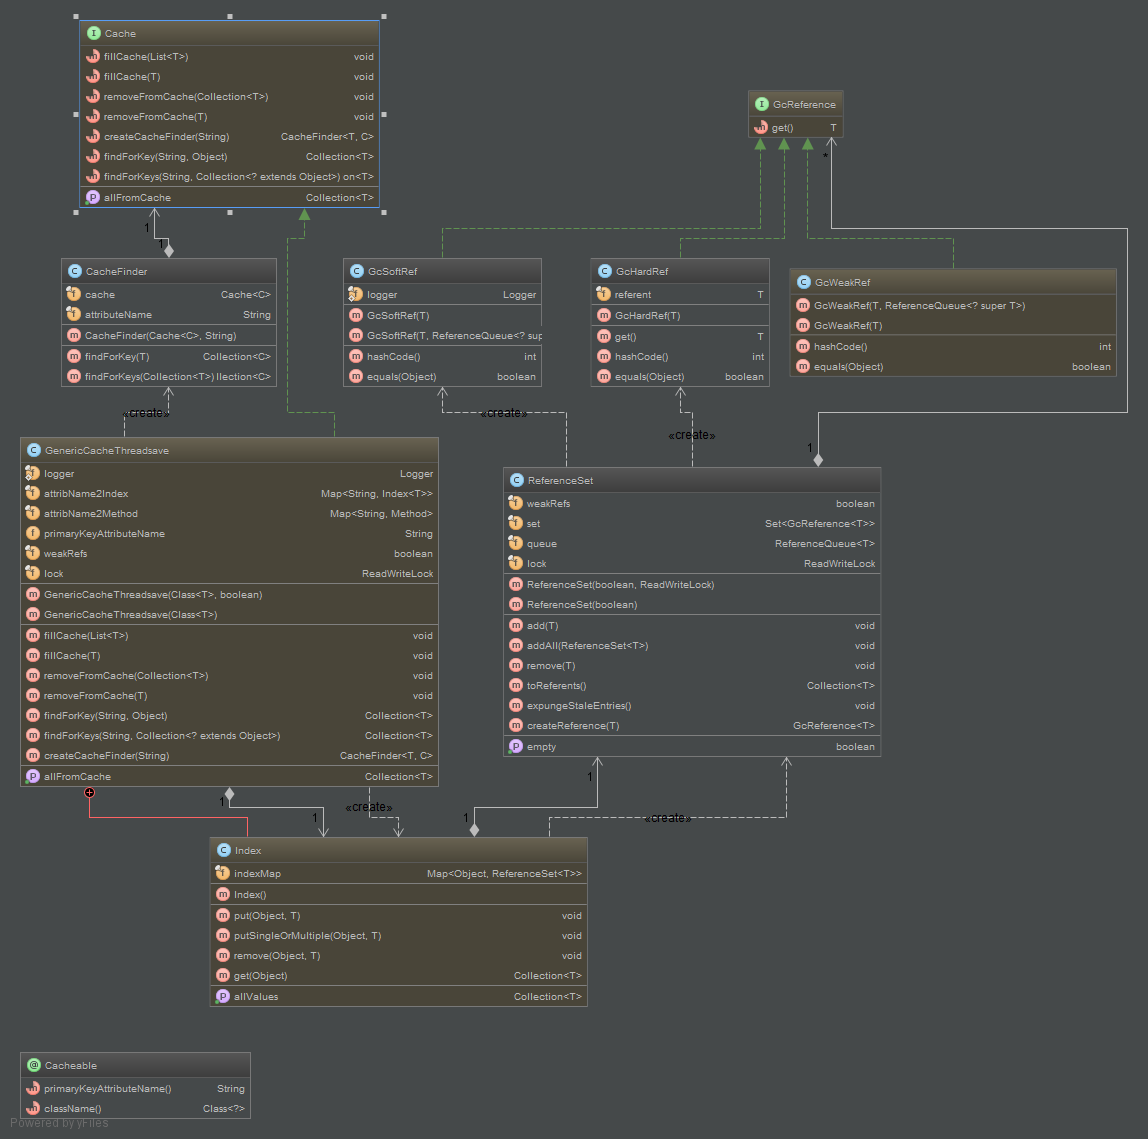 Cache
fillCache(List<T>) void
fillCache(T) void
removeFromCache(Collection<T>) void
removeFromCache(T) void
createCacheFinder(String) CacheFinder<T, C>
findForKey(String, Object) Collection<T>
findForKeys(String, Collection<? extends Object>) on<T>
allFromCache Collection<T>
GcReference
get() T
*
1
1
CacheFinder
cache Cache<C>
attributeName String
CacheFinder(Cache<C>, String)
findForKey(T) Collection<C>
findForKeys(Collection<T>) llection<C>
GcSoftRef
logger Logger
GcSoftRef(T)
GcSoftRef(T, ReferenceQueue<? sup
hashCode() int
equals(Object) boolean
GcHardRef
referent T
GcHardRef(T)
get() T
hashCode() int
equals(Object) boolean
GcWeakRef
GcWeakRef(T, ReferenceQueue<? super T>)
GcWeakRef(T)
hashCode() int
equals(Object) boolean
«create»
«create»
«create»
1
GenericCacheThreadsave
logger Logger
attribName2Index Map<String, Index<T>>
attribName2Method Map<String, Method>
primaryKeyAttributeName String
weakRefs boolean
lock ReadWriteLock
GenericCacheThreadsave(Class<T>, boolean)
GenericCacheThreadsave(Class<T>)
fillCache(List<T>) void
fillCache(T) void
removeFromCache(Collection<T>) void
removeFromCache(T) void
findForKey(String, Object) Collection<T>
findForKeys(String, Collection<? extends Object>) Collection<T>
createCacheFinder(String) CacheFinder<T, C>
allFromCache Collection<T>
ReferenceSet
weakRefs boolean
set Set<GcReference<T>>
queue ReferenceQueue<T>
lock ReadWriteLock
ReferenceSet(boolean, ReadWriteLock)
ReferenceSet(boolean)
add(T) void
addAll(ReferenceSet<T>) void
remove(T) void
toReferents() Collection<T>
expungeStaleEntries() void
createReference(T) GcReference<T>
empty boolean
1
1
«create»
1
1
«create»
Index
indexMap Map<Object, ReferenceSet<T>>
Index()
put(Object, T) void
putSingleOrMultiple(Object, T) void
remove(Object, T) void
get(Object) Collection<T>
allValues Collection<T>
Cacheable
primaryKeyAttributeName() String
className() Class<?>
Powered by yFiles